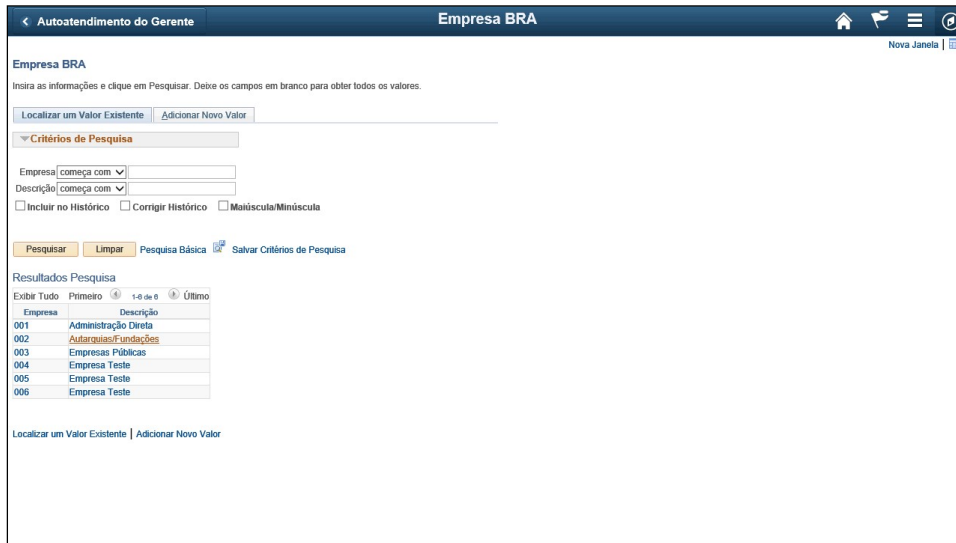 Autoatendimento do Gerente
Empresa BRA
Nova Janela |
Empresa BRA
Insira as informações e clique em Pesquisar. Deixe os campos em branco para obter todos os valores.
Localizar um Valor Existente Adicionar Novo Valor
Critérios de Pesquisa
Empresa começa com
Descrição começa com
Incluir no Histórico Corrigir Histórico Maiúscula/Minúscula
Pesquisar Limpar Pesquisa Básica Salvar Critérios de Pesquisa
Resultados Pesquisa
Exibir Tudo Primeiro 1-6 de 6 Último
Empresa Descrição
001 Administração Direta
002 Autarquias/Fundações
003 Empresas Públicas
004 Empresa Teste
005 Empresa Teste
006 Empresa Teste
Localizar um Valor Existente | Adicionar Novo Valor